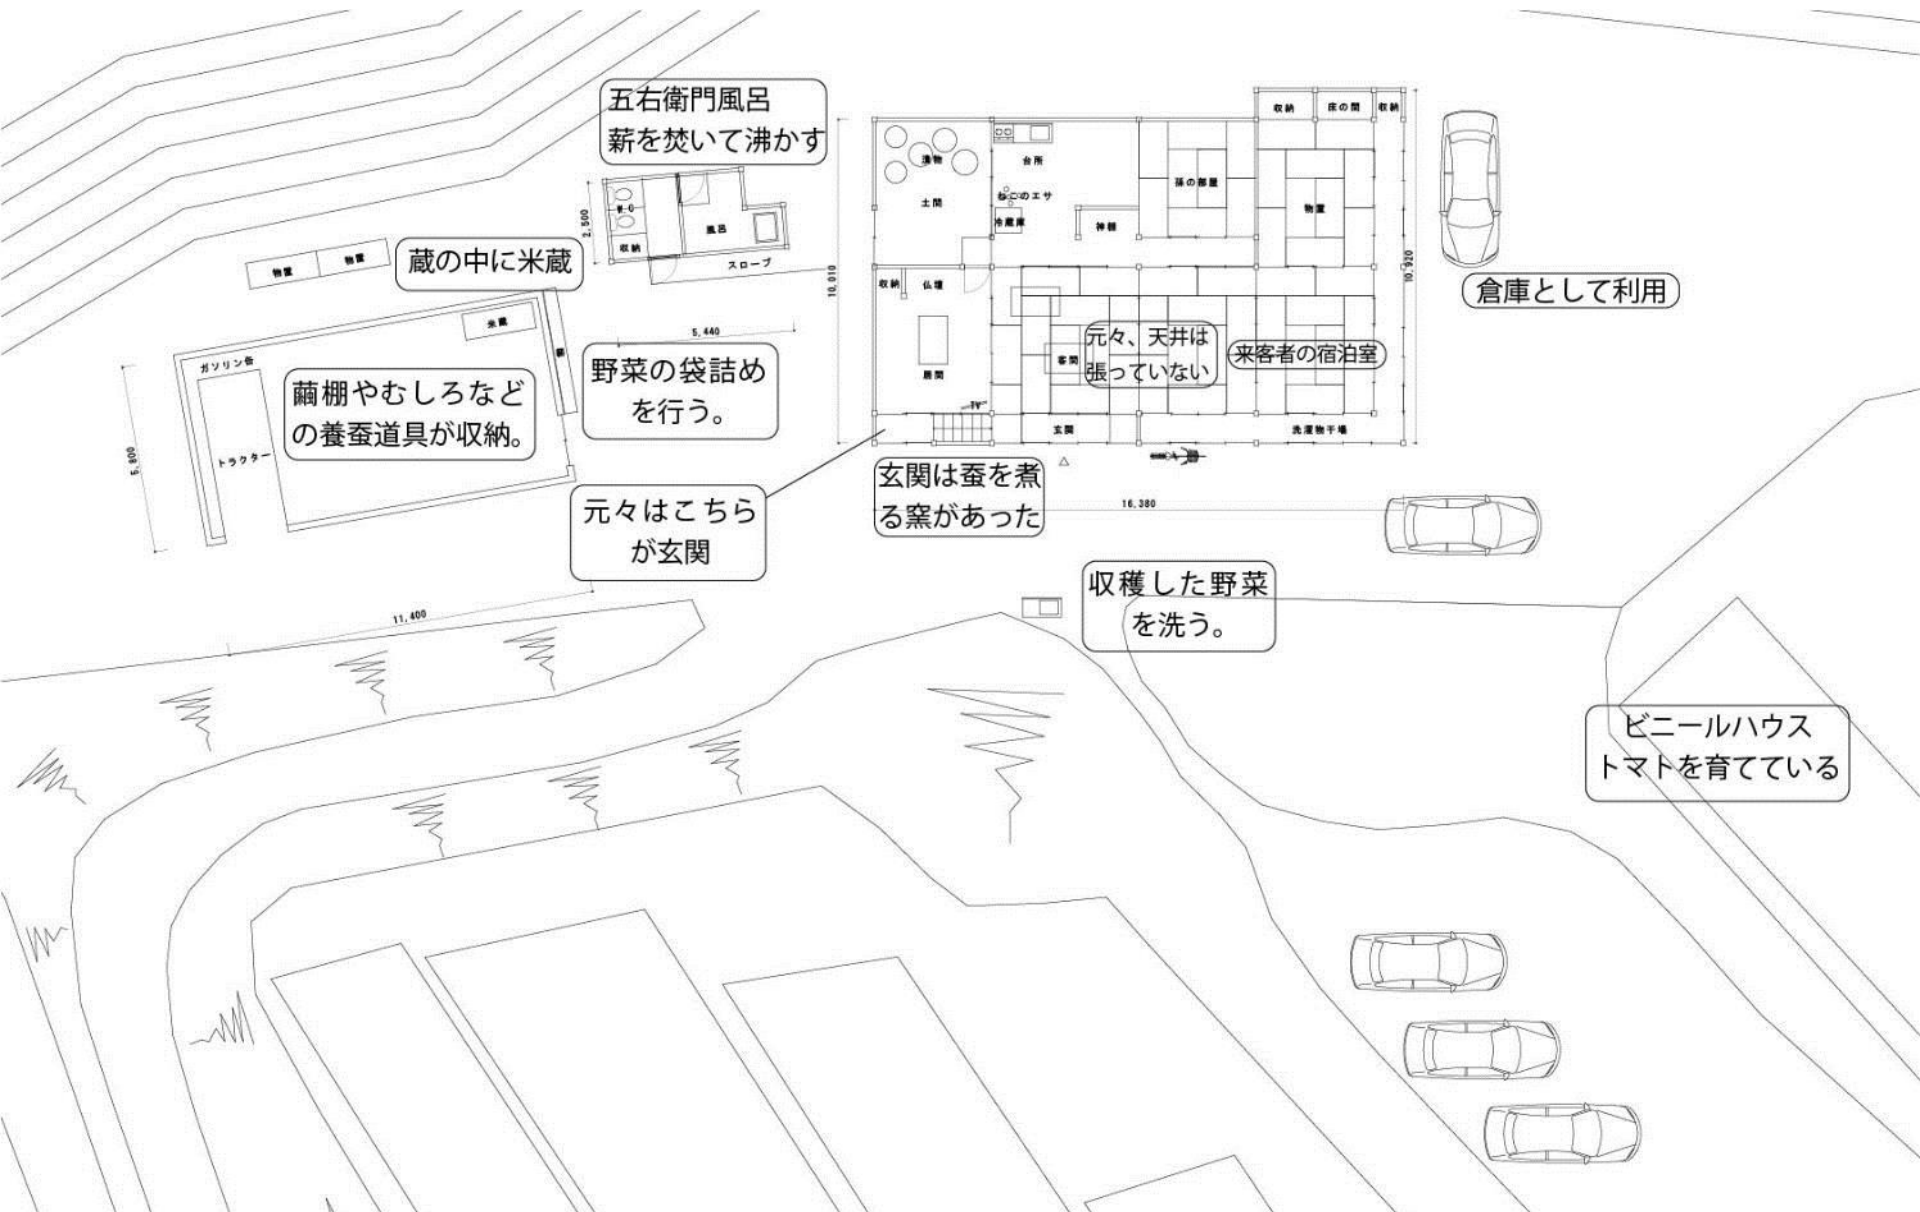 五右衛門風呂
薪を焚いて沸かす
収納
床の間
収納
漬物
台所
孫の部屋
物置
W.C
風呂
収納
2,500
土間
ねこのエサ
冷蔵庫
神棚
スロープ
物置
物置
蔵の中に米蔵
10,010
10,920
倉庫として利用
収納
仏壇
米蔵
5,440
ガソリン缶
野菜の袋詰め
を行う。
元々、天井は
張っていない
来客者の宿泊室
客間
居間
繭棚やむしろなど
の養蚕道具が収納。
トラクター
5,800
TV
玄関
洗濯物干場
玄関は蚕を煮
る窯があった
16,380
元々はこちら
が玄関
収穫した野菜
を洗う。
11,400
ビニールハウス
トマトを育てている